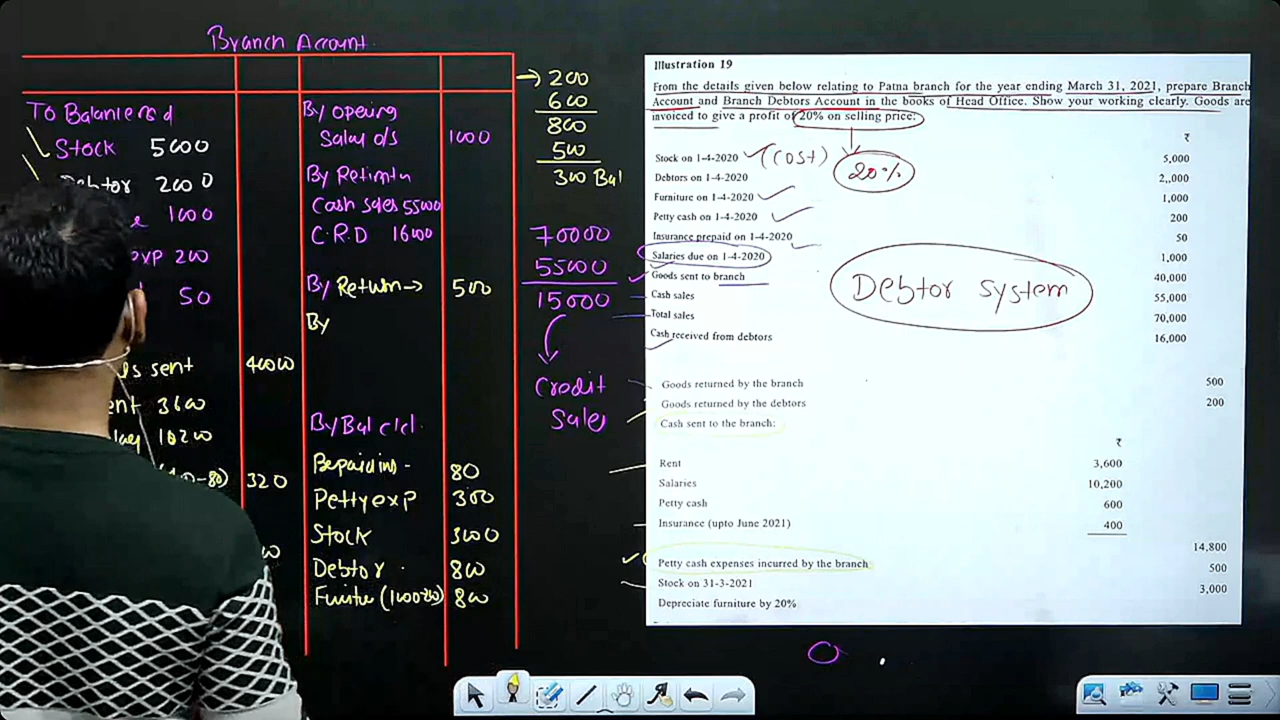 Branch Account
To Balance b d
Stock 5000
Debtor 2000
1000
exp 200
50
s sent 40000
ent 3600
lary 10200
-80) 320
By opeing
Salary o/s 1000
Cash sales 55000
C.R.D 16000
By Return → 500
By
By Bal c/d.
80
Petty exp 300
Stock 3000
Debtor 800
800
→ 200
600
800
500
300 Bal
70000
55000
15000
Credit
Sales
Illustration 19
From the details given below relating to Patna branch for the year ending March 31, 2021, prepare Branch
Account and Branch Debtors Account in the books of Head Office. Show your working clearly. Goods are
invoiced to give a profit of 20% on selling price:
₹
Stock on 1-4-2020 (Cost) 5,000
20%
Debtors on 1-4-2020 2,,000
Furniture on 1-4-2020 1,000
Petty cash on 1-4-2020 200
Insurance prepaid on 1-4-2020 50
Salaries due on 1-4-2020 1,000
Goods sent to branch 40,000
Debtor system
Cash sales 55,000
Total sales 70,000
Cash received from debtors 16,000
Goods returned by the branch 500
Goods returned by the debtors 200
Cash sent to the branch:
₹
Rent 3,600
Salaries 10,200
Petty cash 600
Insurance (upto June 2021) 400
14,800
Petty cash expenses incurred by the branch 500
Stock on 31-3-2021 3,000
Depreciate furniture by 20%